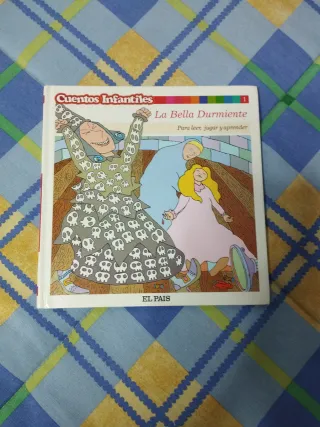 Cuentos Infantiles
1
La Bella Durmiente
Para leer, jugar y aprender
EL PAIS